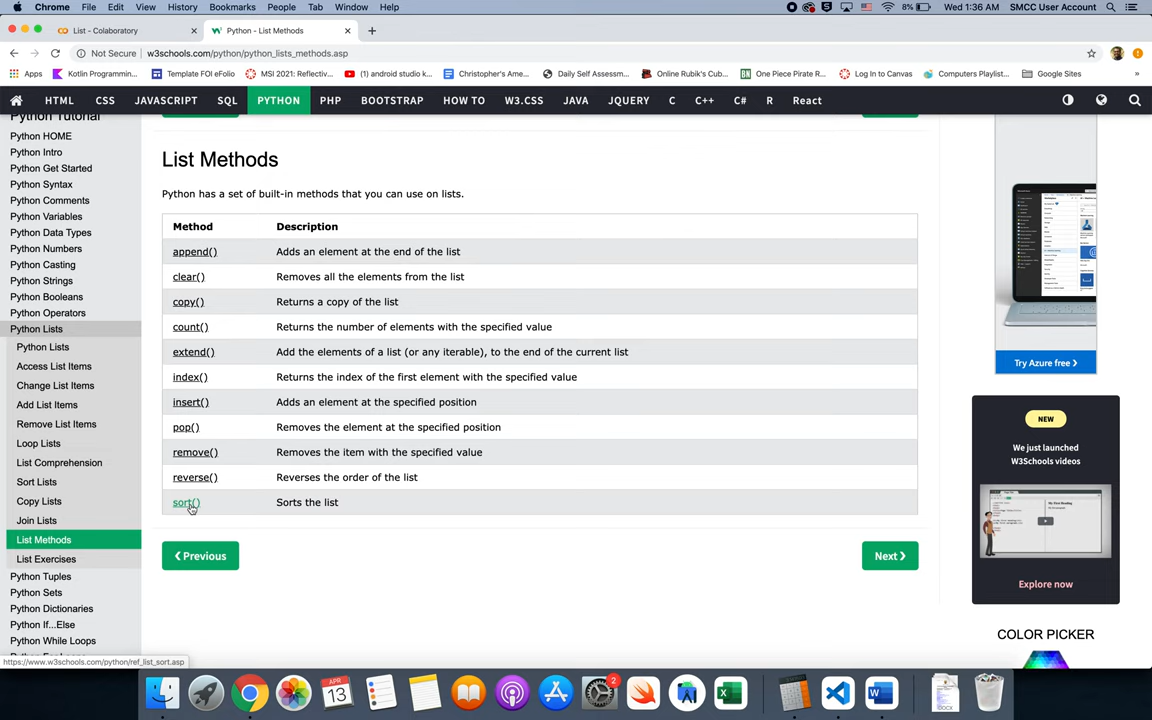 Chrome File Edit View History Bookmarks People Tab Window Help
8% Wed 1:36 AM SMCC User Account
List - Colaboratory
Python - List Methods
Not Secure w3schools.com/python/python_lists_methods.asp
Apps
Kotlin Programmin...
Template FOI eFolio
MSI 2021: Reflectiv...
(1) android studio k...
Christopher's Ame...
Daily Self Assessm...
Online Rubik's Cub...
One Piece Pirate R...
Log In to Canvas
Computers Playlist...
Google Sites
HTML CSS JAVASCRIPT SQL PYTHON PHP BOOTSTRAP HOW TO W3.CSS JAVA JQUERY C C++ C# R React
Python Tutorial
Python HOME
Python Intro
Python Get Started
Python Syntax
Python Comments
Python Variables
Python Data Types
Python Numbers
Python Casting
Python Strings
Python Booleans
Python Operators
Python Lists
Python Lists
Access List Items
Change List Items
Add List Items
Remove List Items
Loop Lists
List Comprehension
Sort Lists
Copy Lists
Join Lists
List Methods
List Exercises
Python Tuples
Python Sets
Python Dictionaries
Python If...Else
Python While Loops
https://www.w3schools.com/python/ref_list_sort.asp
List Methods
Python has a set of built-in methods that you can use on lists.
Method Description
append() Adds an element at the end of the list
clear() Removes all the elements from the list
copy() Returns a copy of the list
count() Returns the number of elements with the specified value
extend() Add the elements of a list (or any iterable), to the end of the current list
index() Returns the index of the first element with the specified value
insert() Adds an element at the specified position
pop() Removes the element at the specified position
remove() Removes the item with the specified value
reverse() Reverses the order of the list
sort() Sorts the list
❮ Previous
Next ❯
Try Azure free ❯
NEW
We just launched
W3Schools videos
Explore now
COLOR PICKER
APR
13
2
DOCX